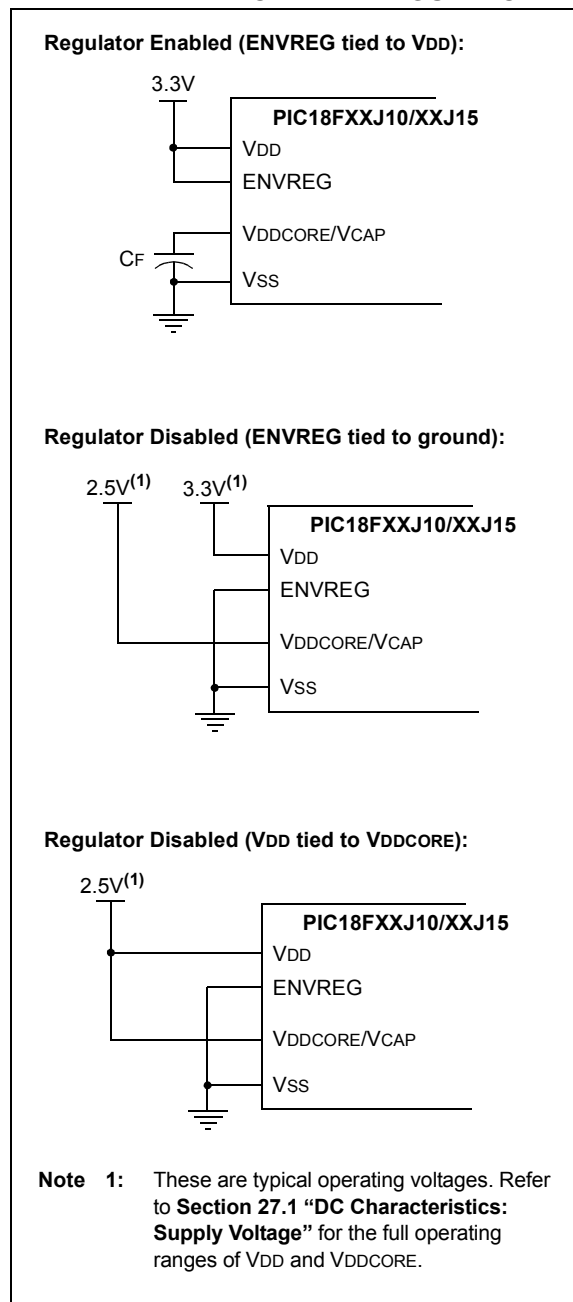 Regulator Enabled (ENVREG tied to VDD):
3.3V
PIC18FXXJ10/XXJ15
VDD
ENVREG
VDDCORE/VCAP
CF
VSS
Regulator Disabled (ENVREG tied to ground):
2.5V(1) 3.3V(1)
PIC18FXXJ10/XXJ15
VDD
ENVREG
VDDCORE/VCAP
VSS
Regulator Disabled (VDD tied to VDDCORE):
2.5V(1)
PIC18FXXJ10/XXJ15
VDD
ENVREG
VDDCORE/VCAP
VSS
Note 1: These are typical operating voltages. Refer
to Section 27.1 “DC Characteristics:
Supply Voltage” for the full operating
ranges of VDD and VDDCORE.